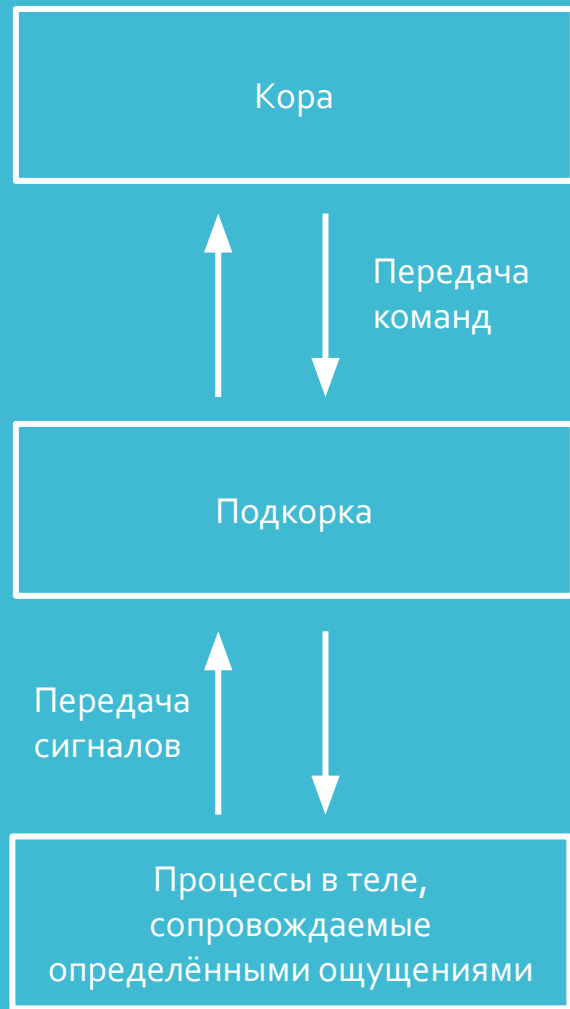 Кора
Передача
команд
Подкорка
Передача
сигналов
Процессы в теле,
сопровождаемые
определёнными ощущениями